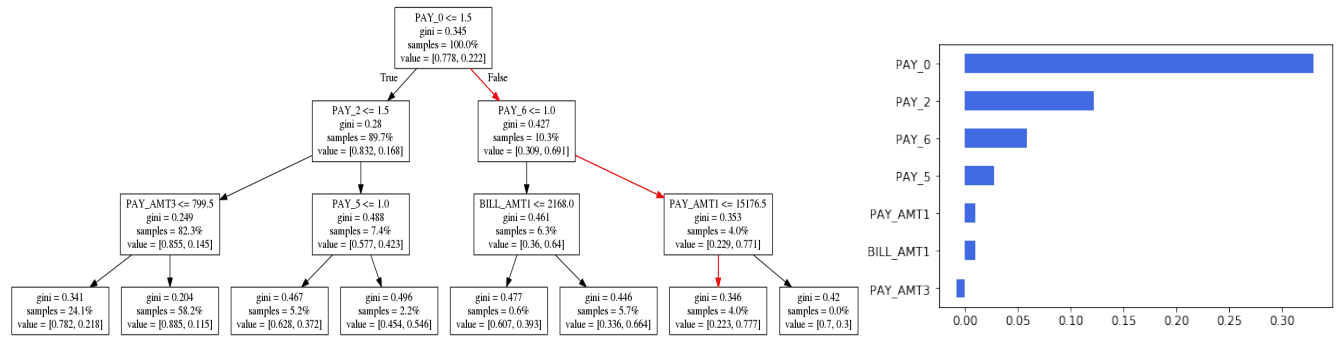 PAY_0 <= 1.5
gini = 0.345
samples = 100.0%
value = [0.778, 0.222]
True
False
PAY_2 <= 1.5
gini = 0.28
samples = 89.7%
value = [0.832, 0.168]
PAY_6 <= 1.0
gini = 0.427
samples = 10.3%
value = [0.309, 0.691]
PAY_AMT3 <= 799.5
gini = 0.249
samples = 82.3%
value = [0.855, 0.145]
PAY_5 <= 1.0
gini = 0.488
samples = 7.4%
value = [0.577, 0.423]
BILL_AMT1 <= 2168.0
gini = 0.461
samples = 6.3%
value = [0.36, 0.64]
PAY_AMT1 <= 15176.5
gini = 0.353
samples = 4.0%
value = [0.229, 0.771]
gini = 0.341
samples = 24.1%
value = [0.782, 0.218]
gini = 0.204
samples = 58.2%
value = [0.885, 0.115]
gini = 0.467
samples = 5.2%
value = [0.628, 0.372]
gini = 0.496
samples = 2.2%
value = [0.454, 0.546]
gini = 0.477
samples = 0.6%
value = [0.607, 0.393]
gini = 0.446
samples = 5.7%
value = [0.336, 0.664]
gini = 0.346
samples = 4.0%
value = [0.223, 0.777]
gini = 0.42
samples = 0.0%
value = [0.7, 0.3]
PAY_0
PAY_2
PAY_6
PAY_5
PAY_AMT1
BILL_AMT1
PAY_AMT3
0.00 0.05 0.10 0.15 0.20 0.25 0.30